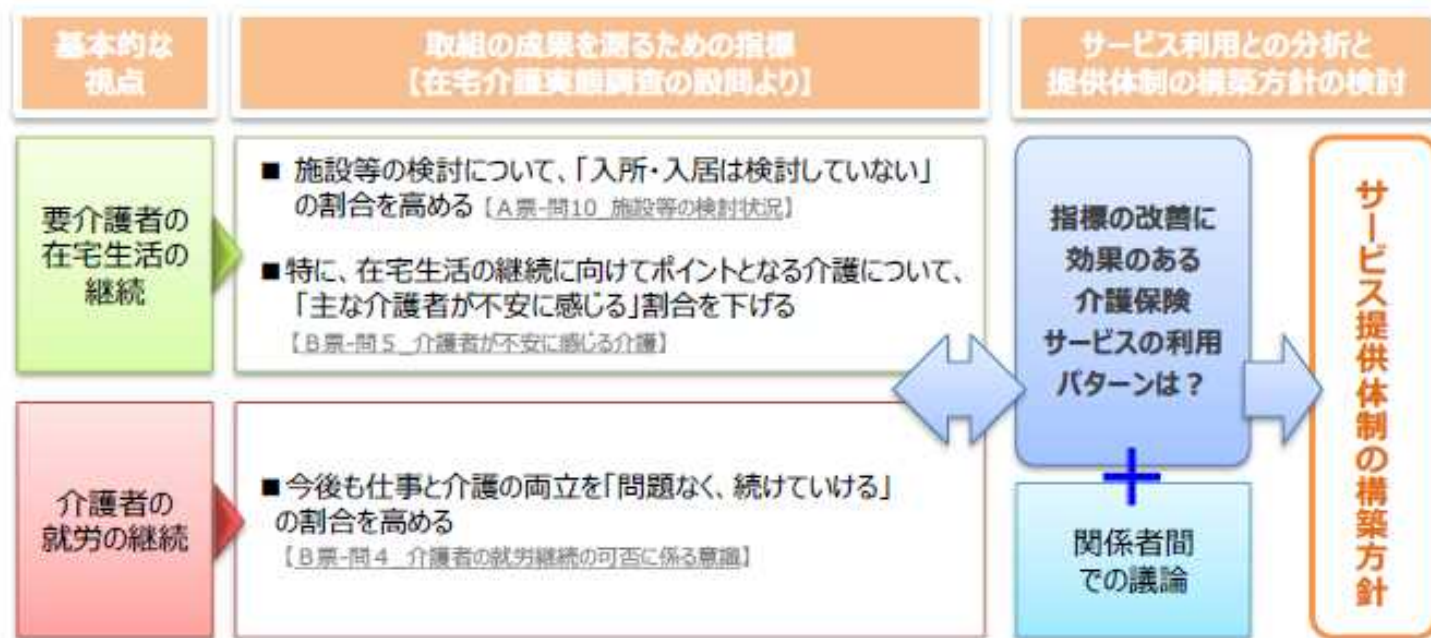 基本的な
視点
取組の成果を測るための指標
【在宅介護実態調査の設問より】
サービス利用との分析と
提供体制の構築方針の検討
要介護者の
在宅生活の
継続
■ 施設等の検討について、「入所・入居は検討していない」
の割合を高める【A票-問10_施設等の検討状況】
■特に、在宅生活の継続に向けてポイントとなる介護について、
「主な介護者が不安に感じる」割合を下げる
【B票-問5_介護者が不安に感じる介護】
介護者の
就労の継続
■今後も仕事と介護の両立を「問題なく、続けていける」
の割合を高める
【B票-問4_介護者の就労継続の可否に係る意識】
指標の改善に
効果のある
介護保険
サービスの利用
パターンは?
+
関係者間
での議論
サービス提供体制の構築方針